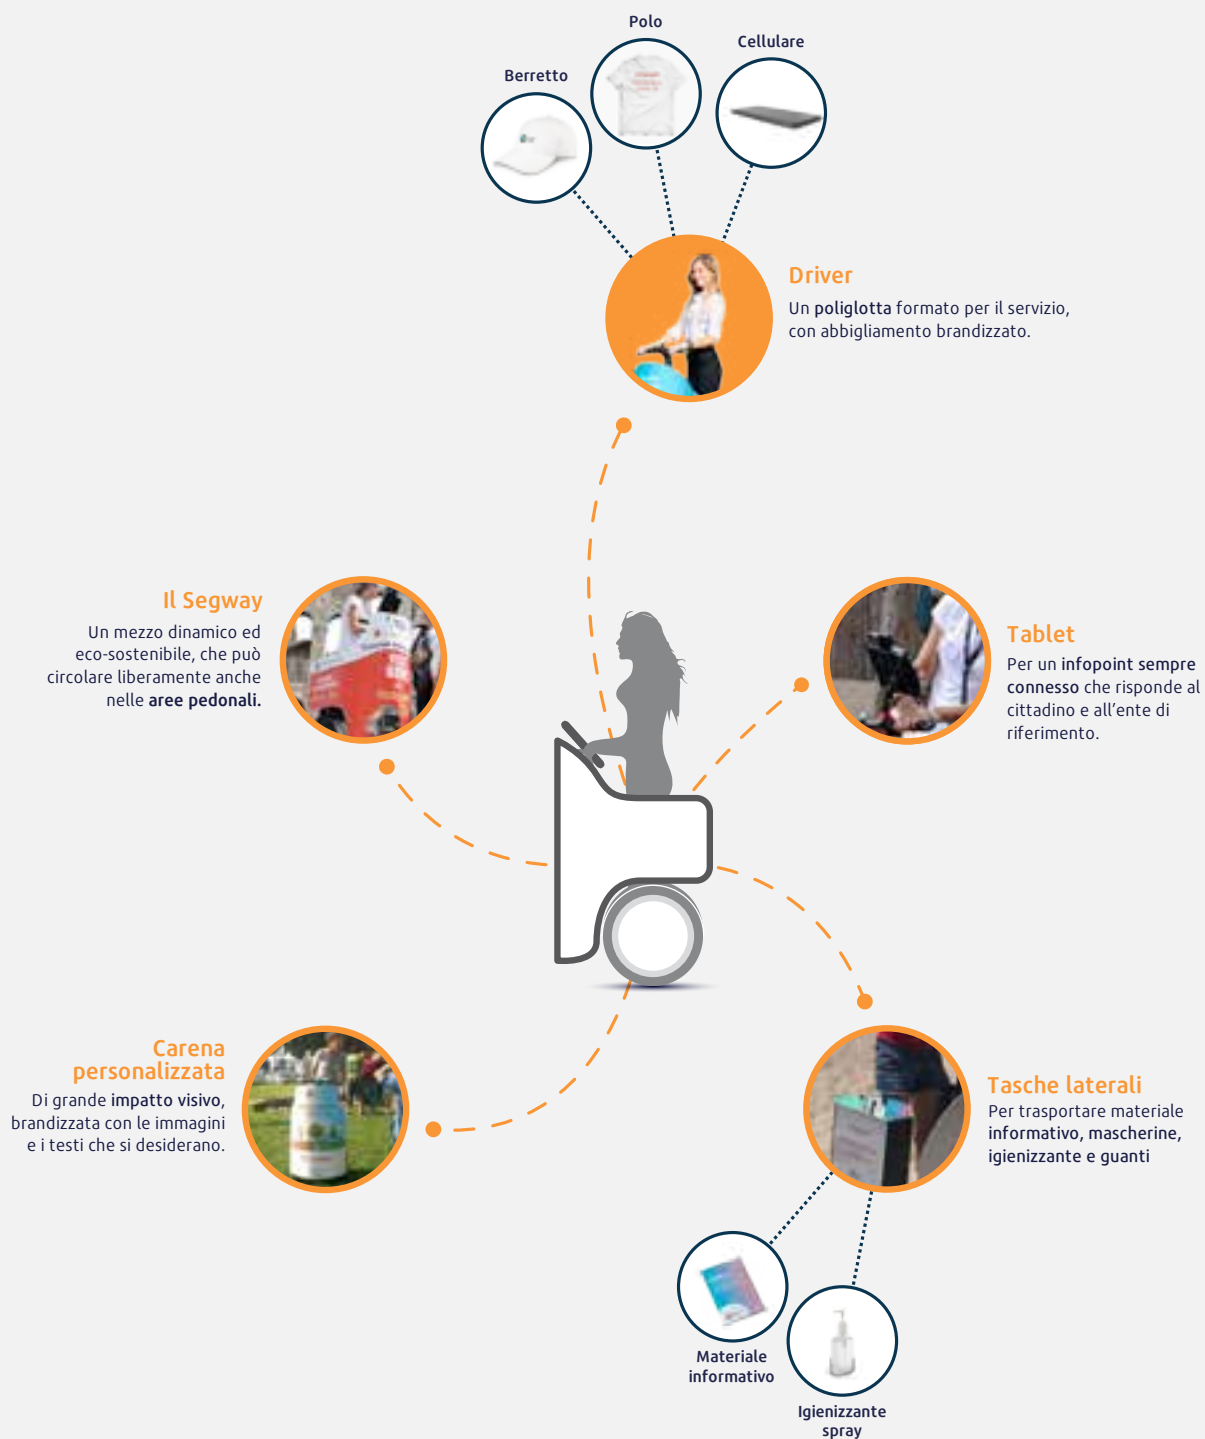 Polo
Cellulare
Berretto
Driver
Un poliglotta formato per il servizio,
con abbigliamento brandizzato.
Il Segway
Un mezzo dinamico ed
eco-sostenibile, che può
circolare liberamente anche
nelle aree pedonali.
Tablet
Per un infopoint sempre
connesso che risponde al
cittadino e all'ente di
riferimento.
Carena
personalizzata
Di grande impatto visivo,
brandizzata con le immagini
e i testi che si desiderano.
Tasche laterali
Per trasportare materiale
informativo, mascherine,
igienizzante e guanti
Materiale
informativo
Igienizzante
spray